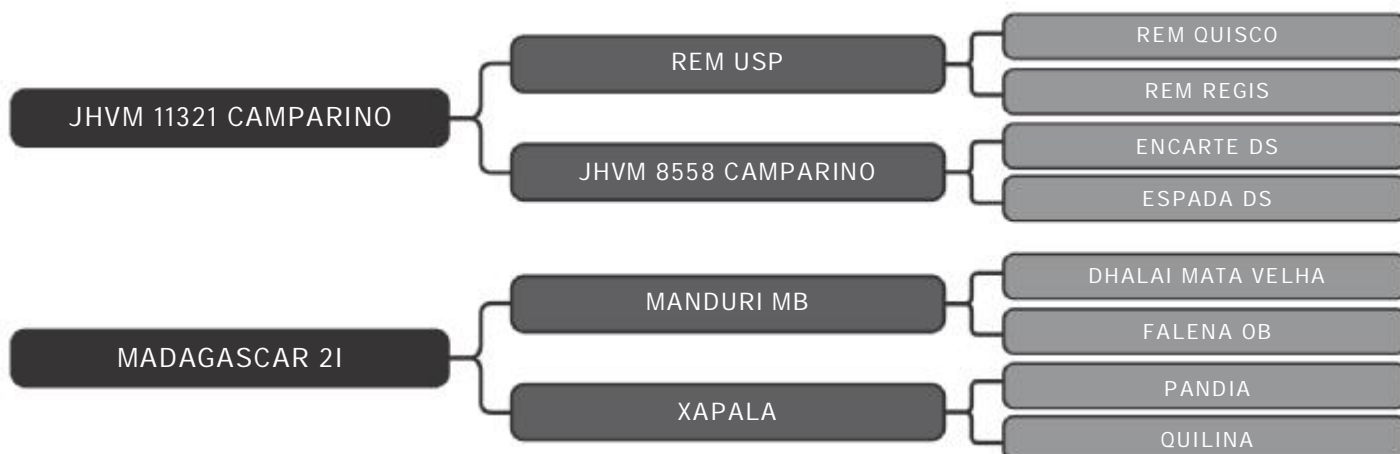 REM QUISCO
REM USP
REM REGIS
JHVM 11321 CAMPARINO
ENCARTE DS
JHVM 8558 CAMPARINO
ESPADA DS
DHALAI MATA VELHA
MANDURI MB
FALENA OB
MADAGASCAR 2I
PANDIA
XAPALA
QUILINA